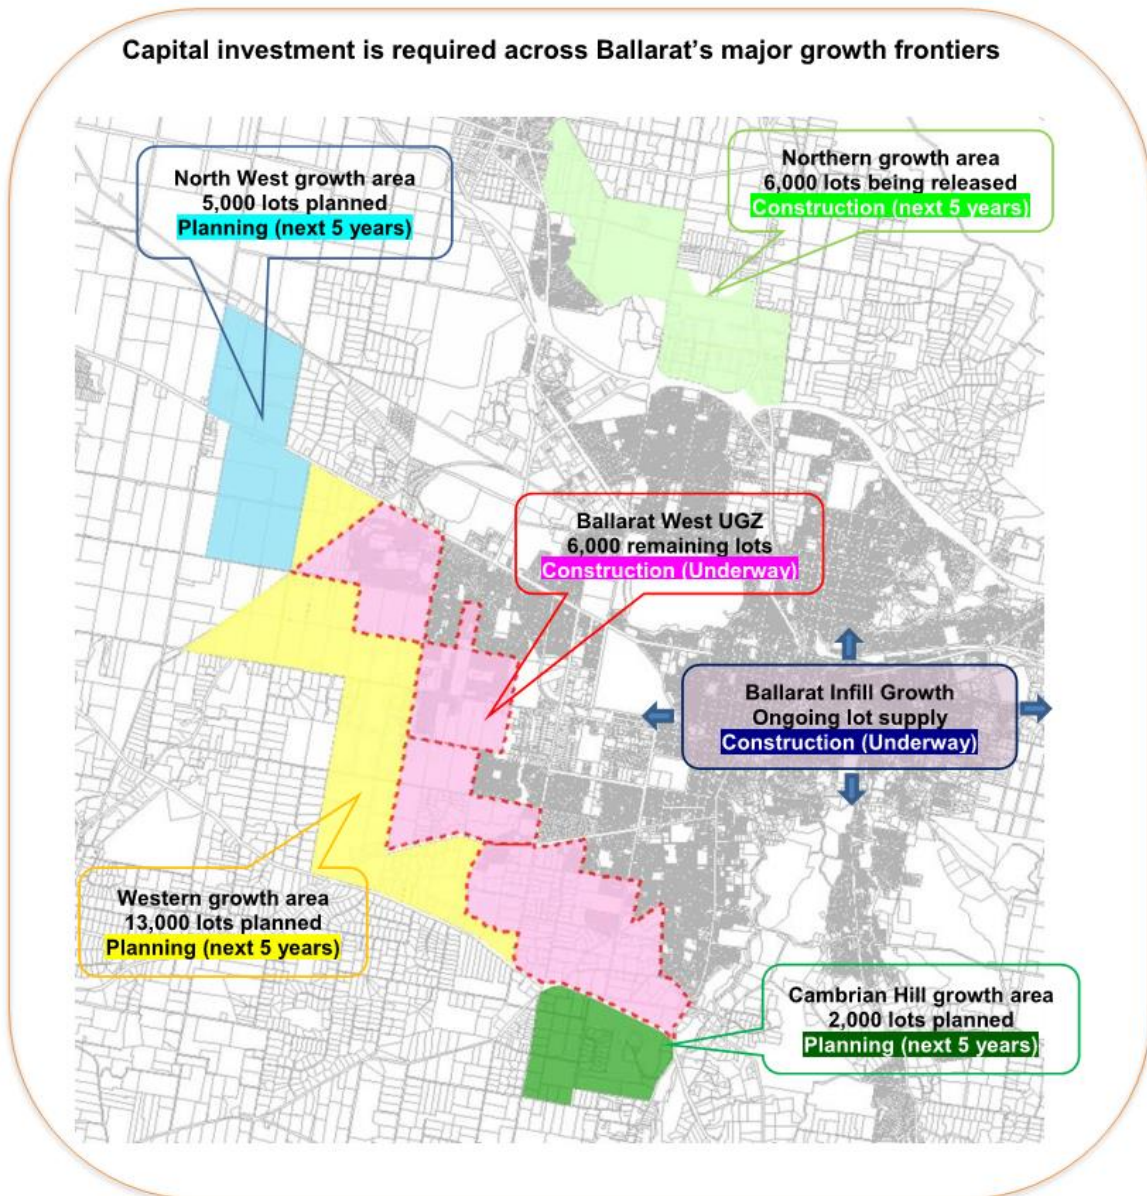 Capital investment is required across Ballarat's major growth frontiers
North West growth area
5,000 lots planned
Planning (next 5 years)
Northern growth area
6,000 lots being released
Construction (next 5 years)
Ballarat West UGZ
6,000 remaining lots
Construction (Underway)
Ballarat Infill Growth
Ongoing lot supply
Construction (Underway)
Western growth area
13,000 lots planned
Planning (next 5 years)
Cambrian Hill growth area
2,000 lots planned
Planning (next 5 years)